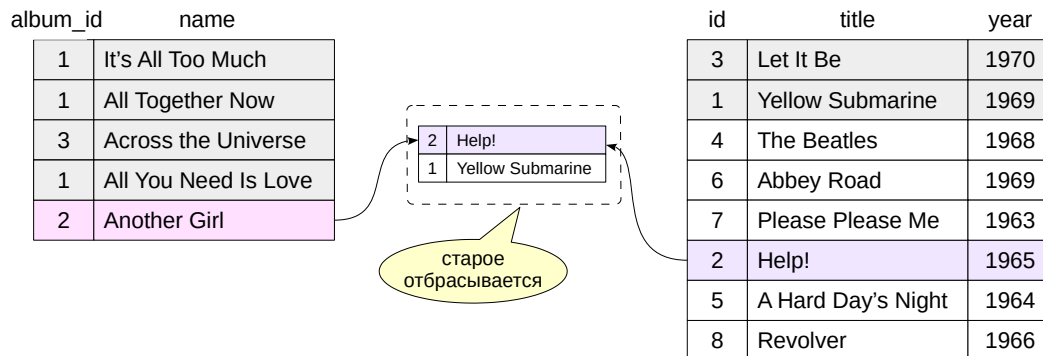 album_id name
1 It's All Too Much
1 All Together Now
3 Across the Universe
1 All You Need Is Love
2 Another Girl
2 Help!
1 Yellow Submarine
старое
отбрасывается
id title year
3 Let It Be 1970
1 Yellow Submarine 1969
4 The Beatles 1968
6 Abbey Road 1969
7 Please Please Me 1963
2 Help! 1965
5 A Hard Day's Night 1964
8 Revolver 1966